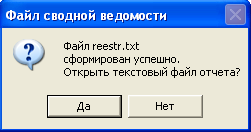 Файл сводной ведомости
Файл reestr.txt
сформирован успешно.
Открыть текстовый файл отчета?
Да
Нет